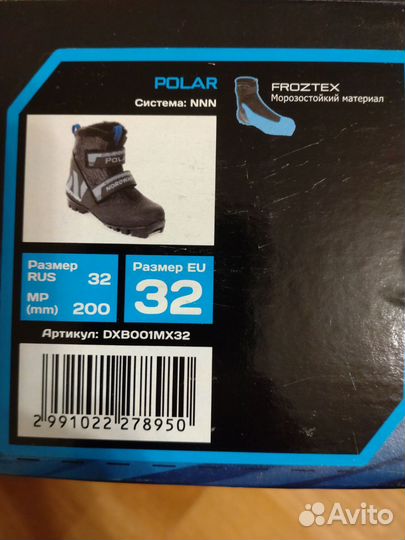 POLAR
Система: NNN
FROZTEX
Морозостойкий материал
POLAR
NORDWAY
Размер RUS 32
MP (mm) 200
Размер EU
32
Артикул: DXB001MX32
2 991022 278950
Avito